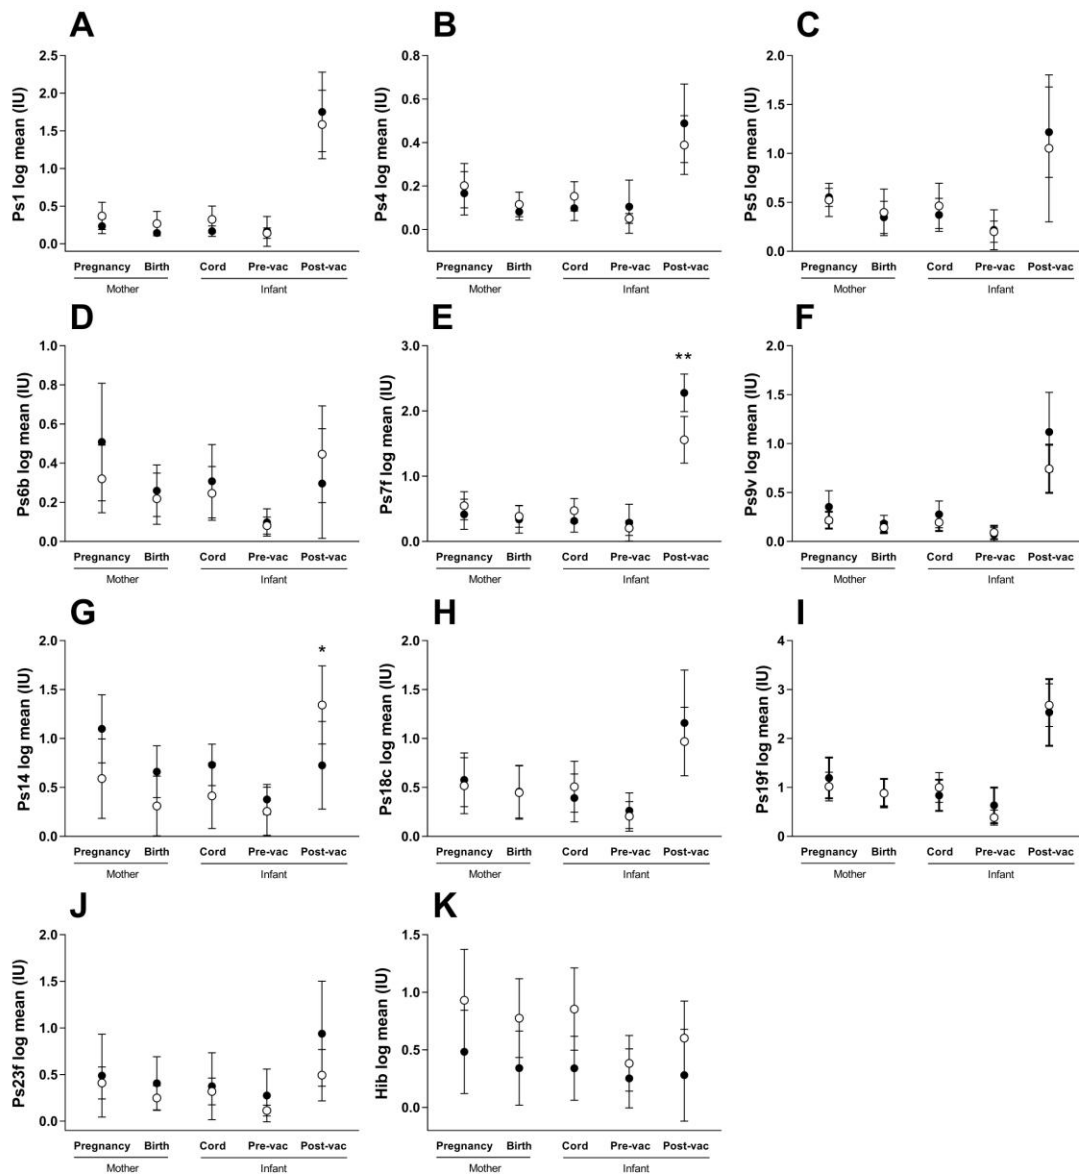 A
B
C
Ps1 log mean (IU)
2.5
2.0
1.5
1.0
0.5
0.0
Pregnancy Birth Cord Pre-vac Post-vac
Mother Infant
Ps4 log mean (IU)
0.8
0.6
0.4
0.2
0.0
Pregnancy Birth Cord Pre-vac Post-vac
Mother Infant
Ps5 log mean (IU)
2.0
1.5
1.0
0.5
0.0
Pregnancy Birth Cord Pre-vac Post-vac
Mother Infant
D
E
F
Ps6b log mean (IU)
1.0
0.8
0.6
0.4
0.2
0.0
Pregnancy Birth Cord Pre-vac Post-vac
Mother Infant
Ps7f log mean (IU)
3.0
2.0
1.0
0.0
**
Pregnancy Birth Cord Pre-vac Post-vac
Mother Infant
Ps9v log mean (IU)
2.0
1.5
1.0
0.5
0.0
Pregnancy Birth Cord Pre-vac Post-vac
Mother Infant
G
H
I
Ps14 log mean (IU)
2.0
1.5
1.0
0.5
0.0
*
Pregnancy Birth Cord Pre-vac Post-vac
Mother Infant
Ps18c log mean (IU)
2.0
1.5
1.0
0.5
0.0
Pregnancy Birth Cord Pre-vac Post-vac
Mother Infant
Ps19f log mean (IU)
4
3
2
1
0
Pregnancy Birth Cord Pre-vac Post-vac
Mother Infant
J
K
Ps23f log mean (IU)
2.0
1.5
1.0
0.5
0.0
Pregnancy Birth Cord Pre-vac Post-vac
Mother Infant
Hib log mean (IU)
1.5
1.0
0.5
0.0
Pregnancy Birth Cord Pre-vac Post-vac
Mother Infant